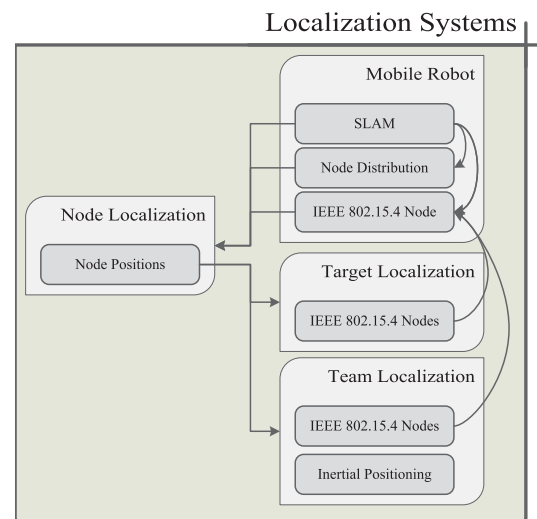 Localization Systems
Mobile Robot
SLAM
Node Distribution
IEEE 802.15.4 Node
Node Localization
Node Positions
Target Localization
IEEE 802.15.4 Nodes
Team Localization
IEEE 802.15.4 Nodes
Inertial Positioning